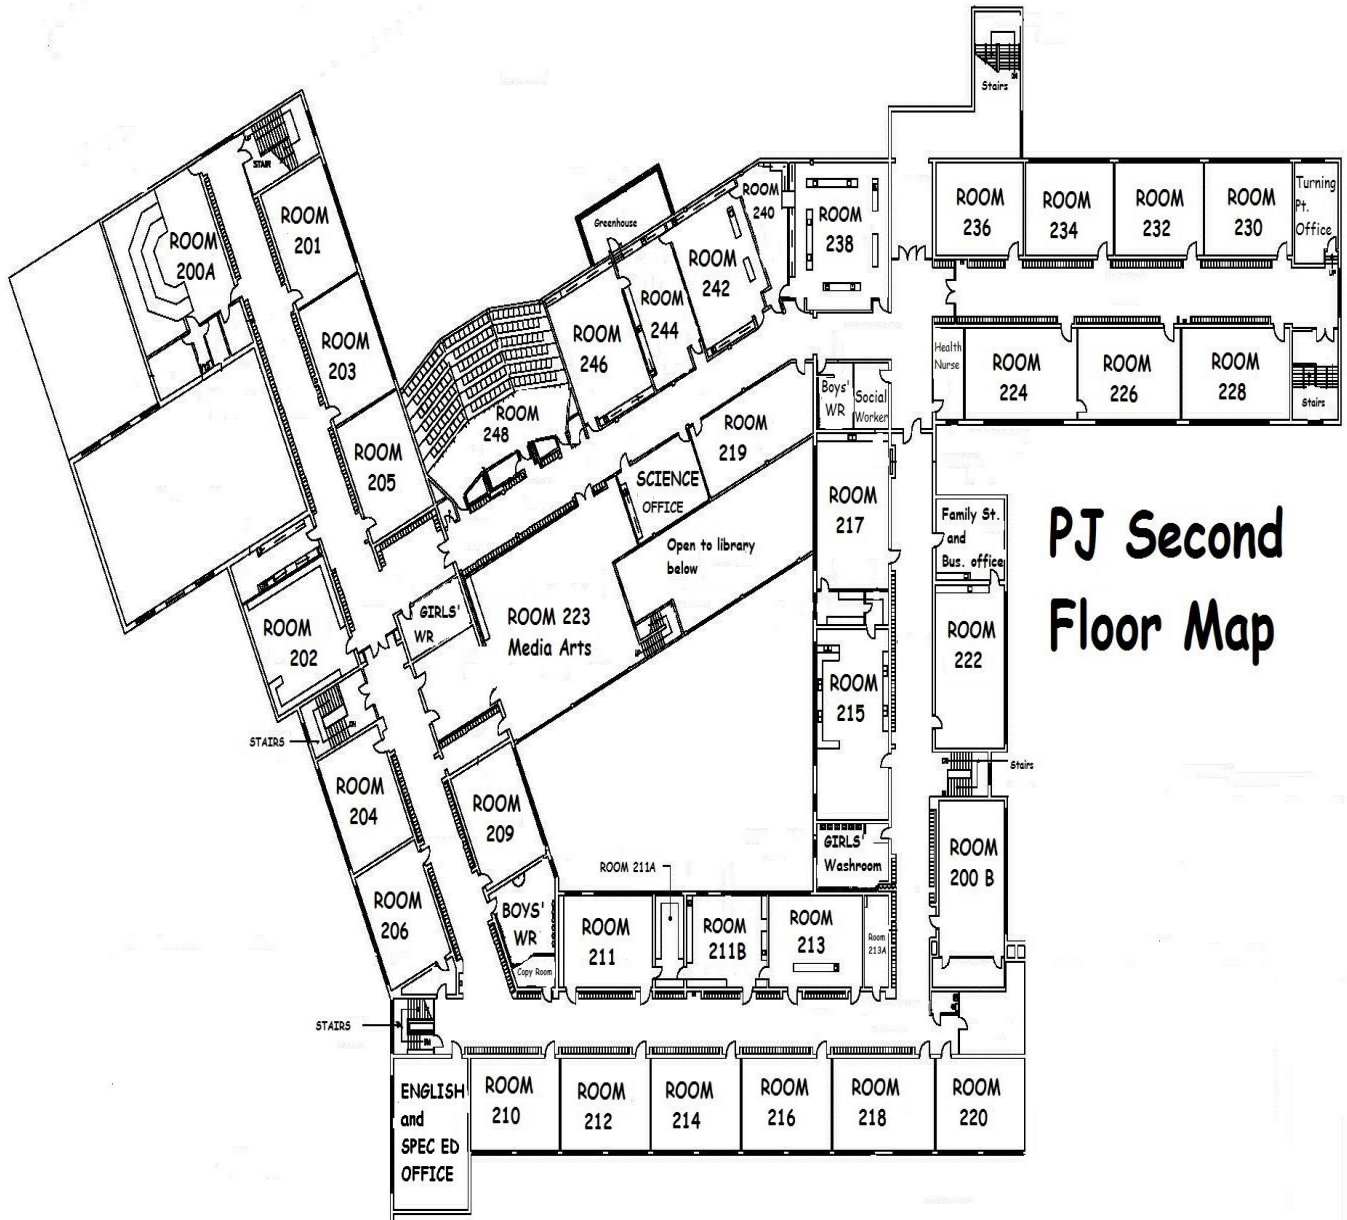 Stairs
STAIR
ROOM
201
ROOM
200A
ROOM
203
ROOM
205
ROOM
202
STAIRS
ROOM
204
ROOM
206
STAIRS
Greenhouse
ROOM
240
ROOM
238
ROOM
242
ROOM
244
ROOM
246
ROOM
248
ROOM
219
SCIENCE
OFFICE
Open to library
below
ROOM 223
Media Arts
GIRLS'
WR
ROOM
209
BOYS'
WR
Copy Room
ROOM
236
ROOM
234
ROOM
232
ROOM
230
Turning
Pt.
Office
Health
Nurse
ROOM
224
ROOM
226
ROOM
228
Stairs
Boys'
WR
Social
Worker
ROOM
217
ROOM
215
GIRLS'
Washroom
Family St.
and
Bus. office
ROOM
222
Stairs
ROOM
200 B
PJ Second
Floor Map
ROOM 211A
ROOM
211
ROOM
211B
ROOM
213
Room
213A
ENGLISH
and
SPEC ED
OFFICE
ROOM
210
ROOM
212
ROOM
214
ROOM
216
ROOM
218
ROOM
220